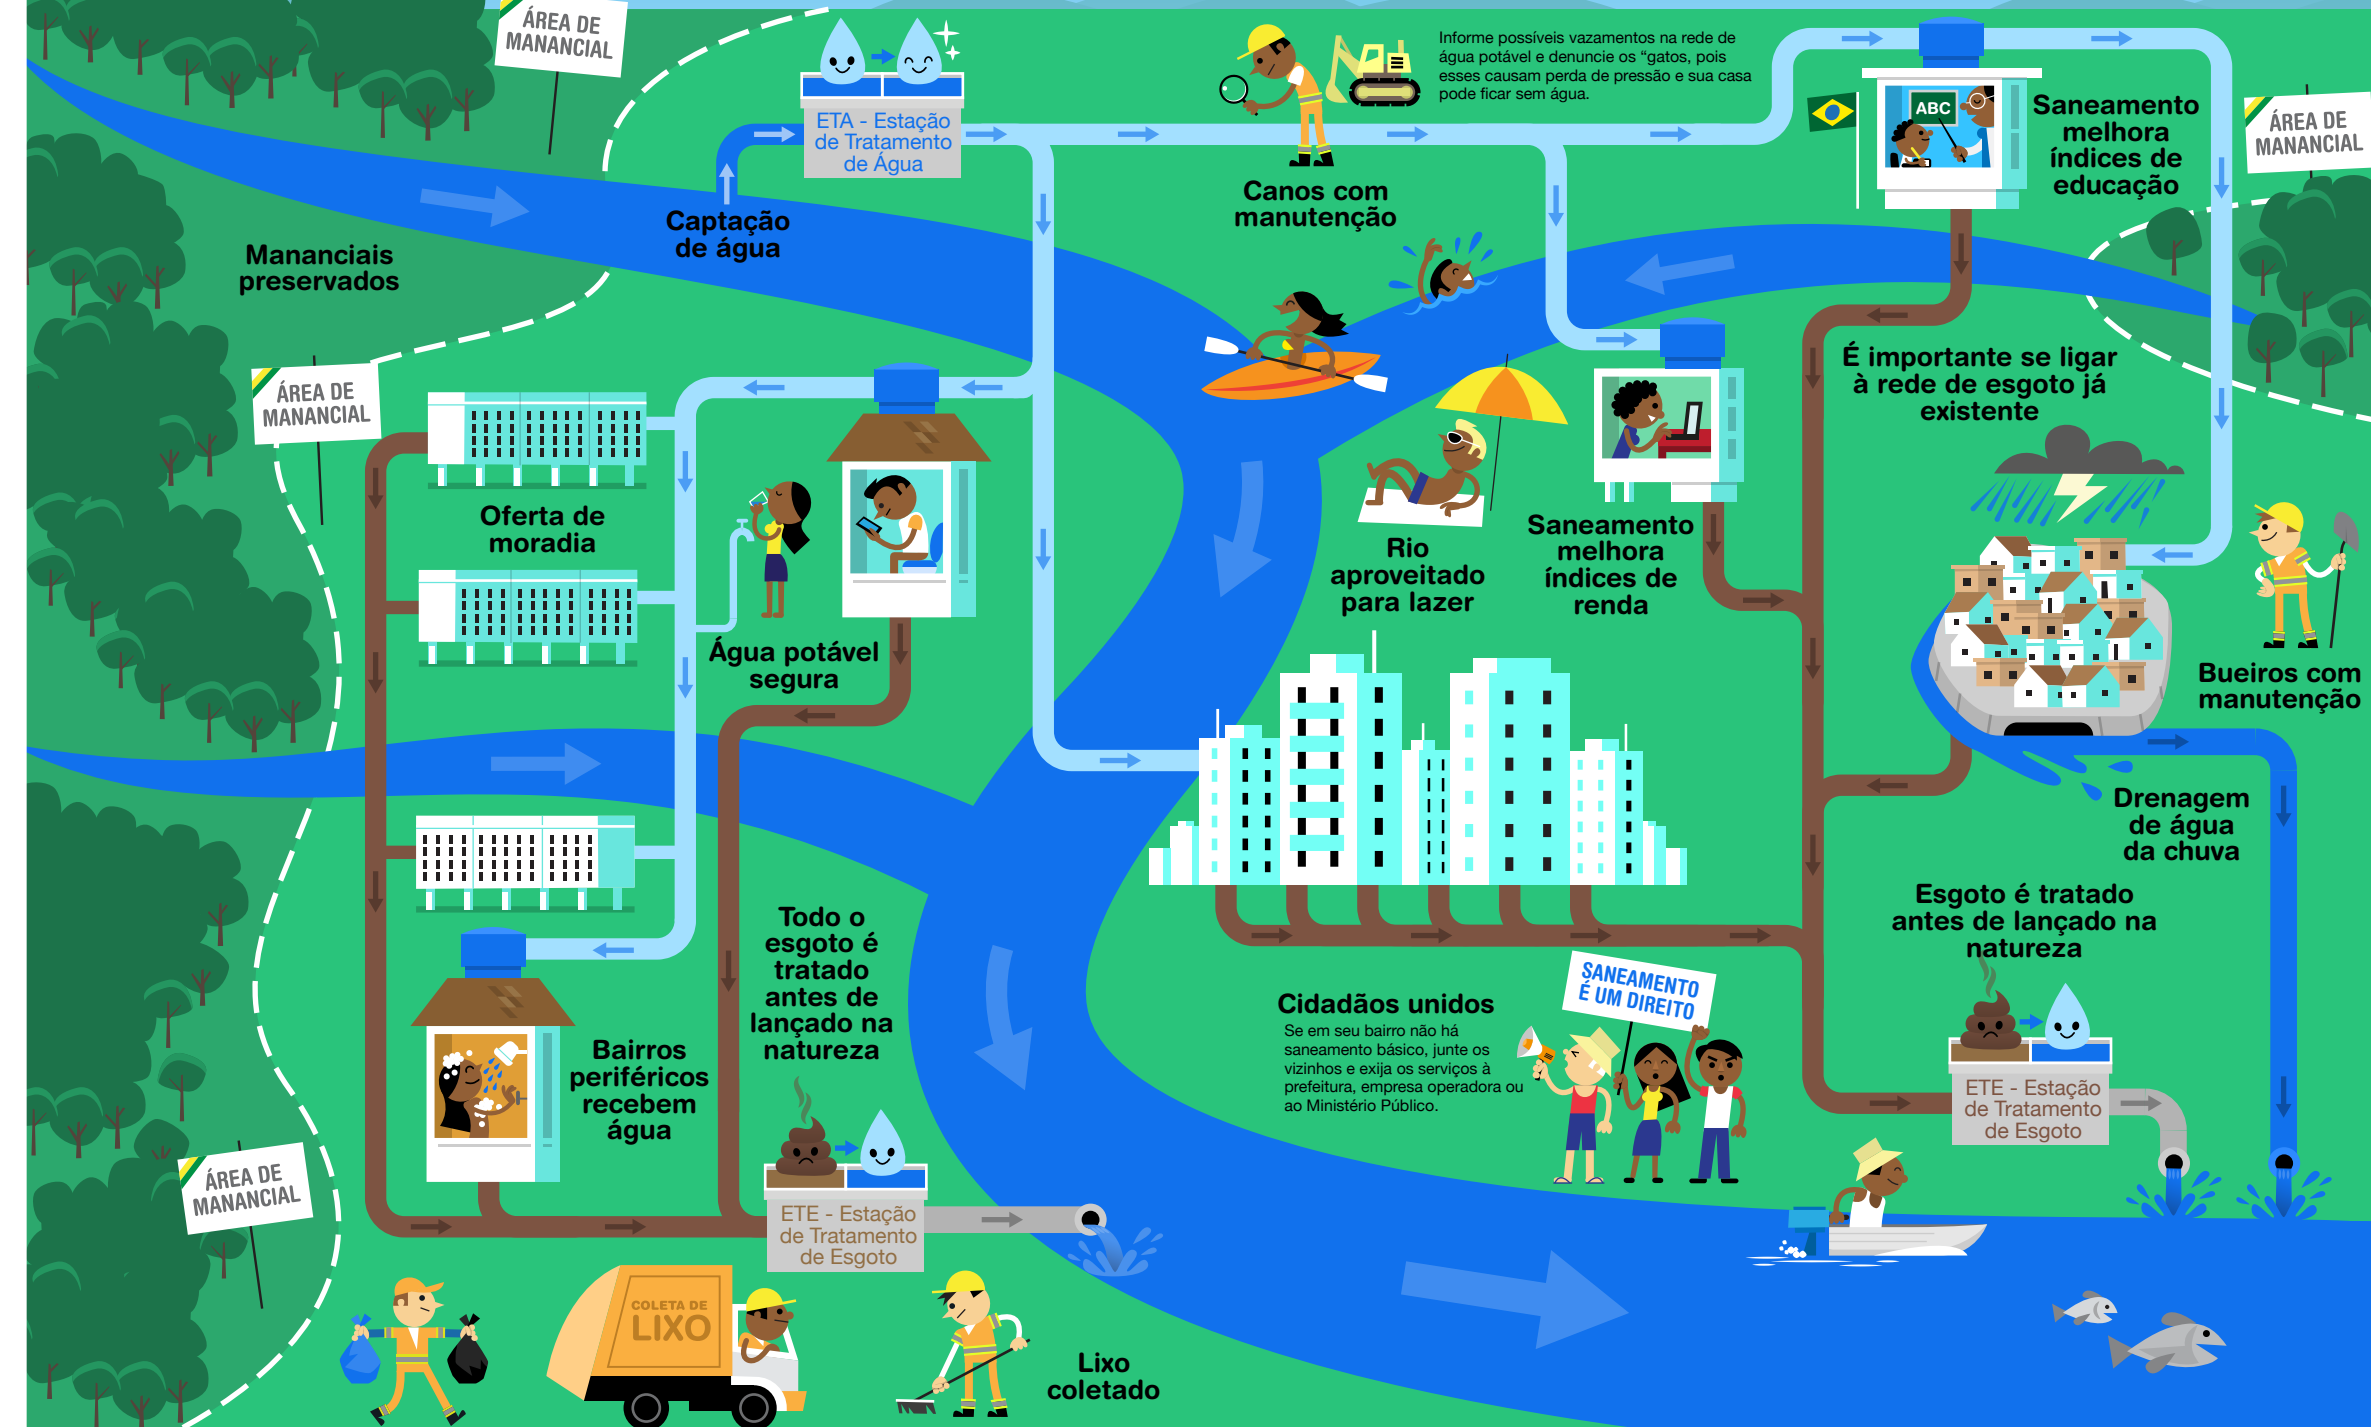 ÁREA DE
MANANCIAL
ETA - Estação
de Tratamento
de Água
Informe possíveis vazamentos na rede de
água potável e denuncie os “gatos, pois
esses causam perda de pressão e sua casa
pode ficar sem água.
ABC
Saneamento
melhora
índices de
educação
ÁREA DE
MANANCIAL
Canos com
manutenção
Captação
de água
Mananciais
preservados
É importante se ligar
à rede de esgoto já
existente
ÁREA DE
MANANCIAL
Oferta de
moradia
Saneamento
melhora
índices de
renda
Rio
aproveitado
para lazer
Água potável
segura
Bueiros com
manutenção
Drenagem
de água
da chuva
Esgoto é tratado
antes de lançado na
natureza
Todo o
esgoto é
tratado
antes de
lançado na
natureza
SANEAMENTO
É UM DIREITO
Cidadãos unidos
Se em seu bairro não há
saneamento básico, junte os
vizinhos e exija os serviços à
prefeitura, empresa operadora ou
ao Ministério Público.
Bairros
periféricos
recebem
água
ETE - Estação
de Tratamento
de Esgoto
ÁREA DE
MANANCIAL
ETE - Estação
de Tratamento
de Esgoto
COLETA DE
LIXO
Lixo
coletado